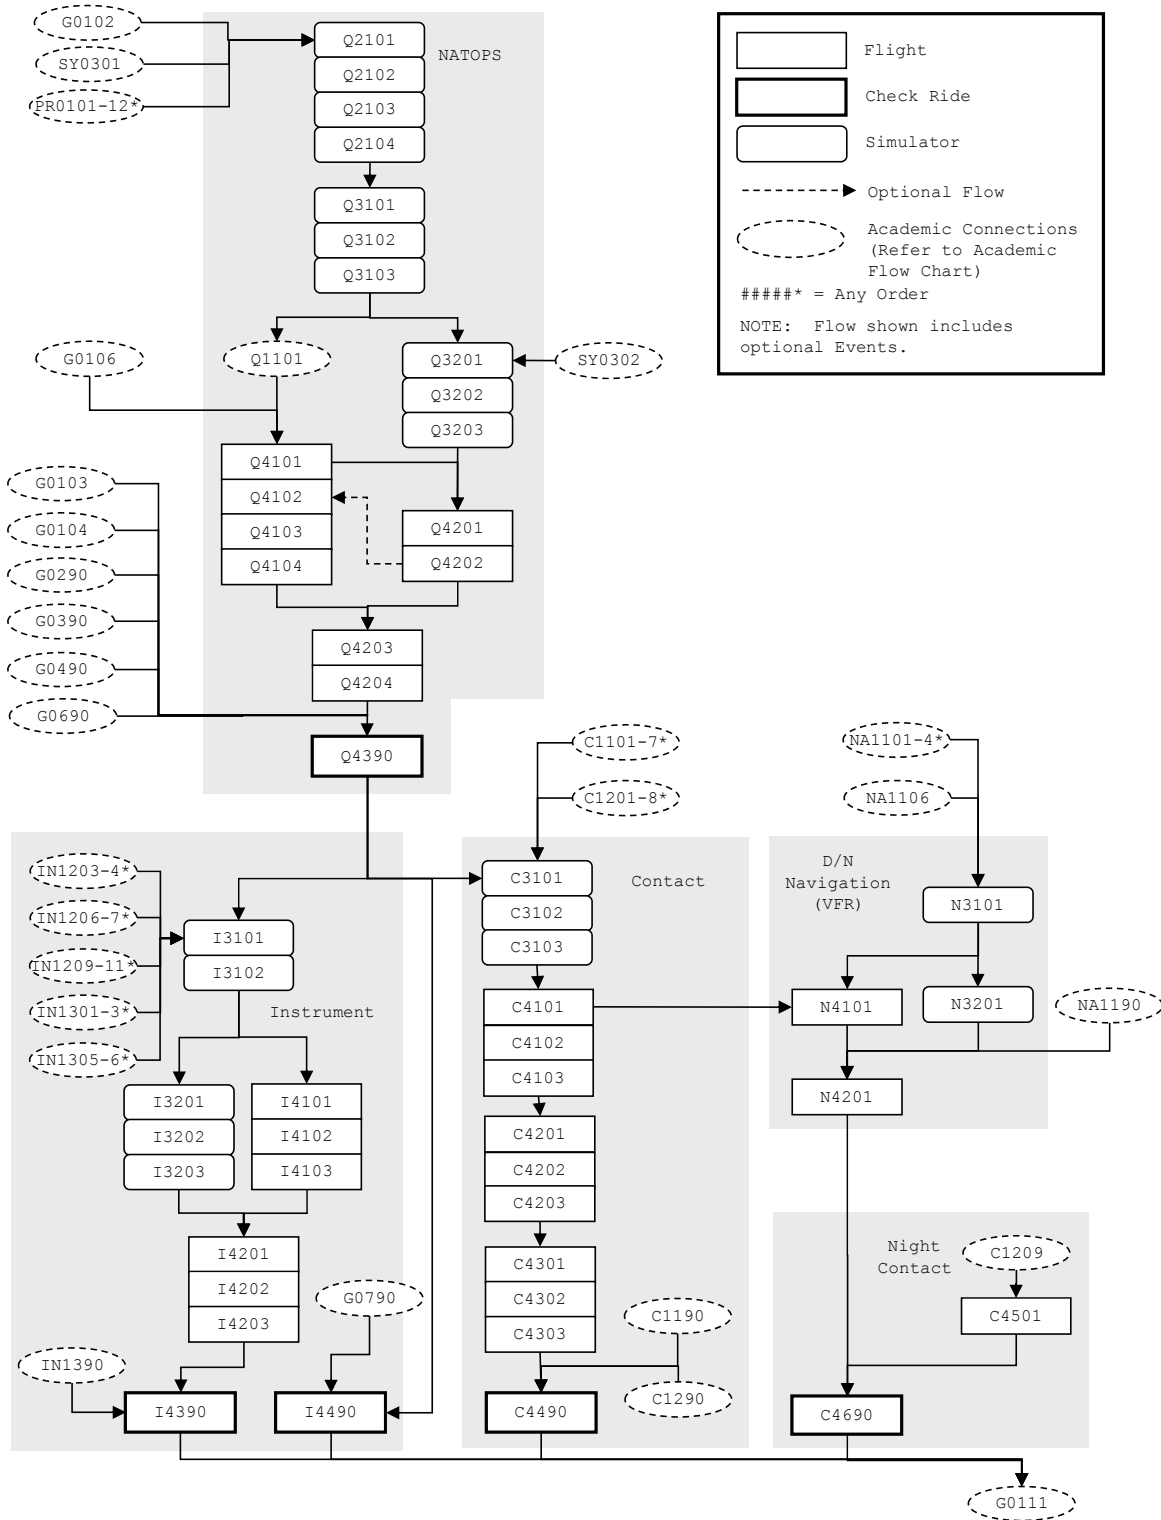 G0102
SY0301
PR0101-12*
Q2101
Q2102
Q2103
Q2104
NATOPS
Q3101
Q3102
Q3103
G0106
Q1101
Q3201
Q3202
Q3203
SY0302
Q4101
Q4102
Q4103
Q4104
Q4201
Q4202
G0103
G0104
G0290
G0390
G0490
G0690
Q4203
Q4204
Q4390
Flight
Check Ride
Simulator
Optional Flow
Academic Connections
(Refer to Academic
Flow Chart)
#####* = Any Order
NOTE: Flow shown includes
optional Events.
C1101-7*
C1201-8*
NA1101-4*
NA1106
IN1203-4*
IN1206-7*
IN1209-11*
IN1301-3*
IN1305-6*
I3101
I3102
Instrument
I3201
I3202
I3203
I4101
I4102
I4103
I4201
I4202
I4203
G0790
IN1390
I4390
I4490
C3101
C3102
C3103
Contact
C4101
C4102
C4103
C4201
C4202
C4203
C4301
C4302
C4303
C1190
C1290
C4490
D/N
Navigation
(VFR)
N3101
N4101
N3201
NA1190
N4201
Night
Contact
C1209
C4501
C4690
G0111